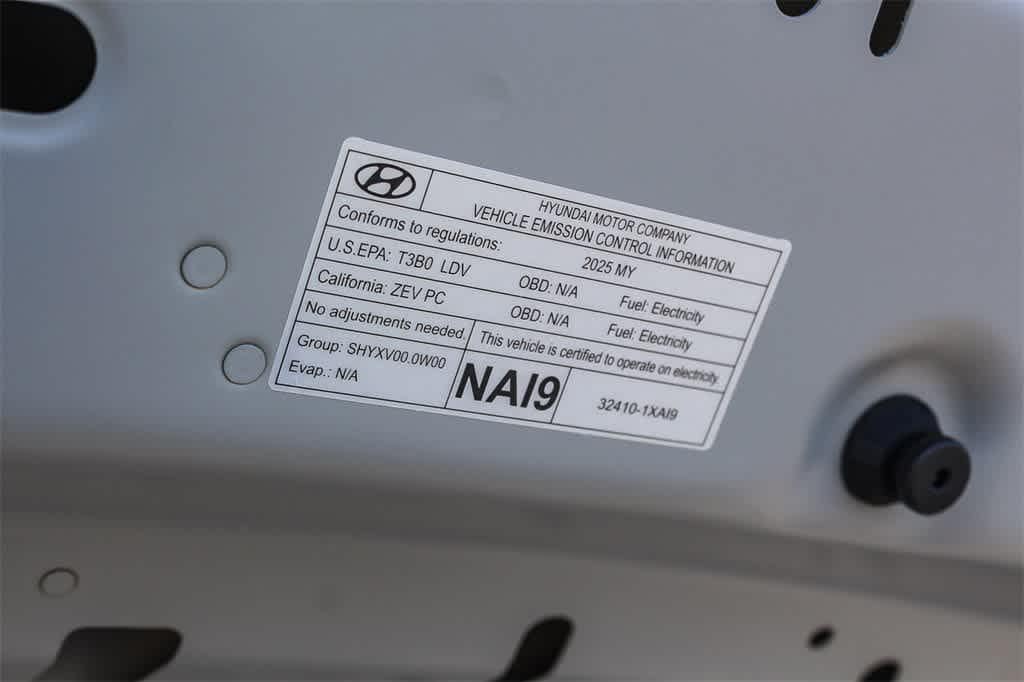 HYUNDAI MOTOR COMPANY
VEHICLE EMISSION CONTROL INFORMATION
Conforms to regulations: 2025 MY
U.S.EPA: T3B0 LDV OBD: N/A Fuel: Electricity
California: ZEV PC OBD: N/A Fuel: Electricity
No adjustments needed. This vehicle is certified to operate on electricity.
Group: SHYXV00.0W00
Evap.: N/A
NAI9
32410-1XAI9